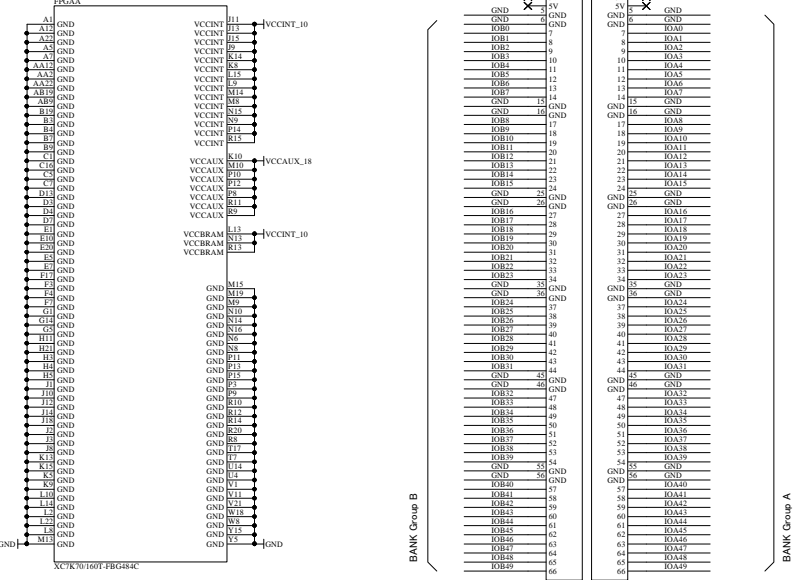 FPGAA
A1 GND VCCINT J11 VCCINT_10
A12 GND VCCINT J13
A22 GND VCCINT J15
A5 GND VCCINT J9
A7 GND VCCINT K14
AA12 GND VCCINT K8
AA2 GND VCCINT L15
AA22 GND VCCINT L9
AB19 GND VCCINT M14
AB9 GND VCCINT M8
B19 GND VCCINT N15
B3 GND VCCINT N9
B4 GND VCCINT P14
B7 GND VCCINT R15
B9 GND
C1 GND VCCAUX K10 VCCAUX_18
C16 GND VCCAUX M10
C5 GND VCCAUX P10
C7 GND VCCAUX P12
D13 GND VCCAUX P8
D3 GND VCCAUX R11
D4 GND VCCAUX R9
D7 GND
E1 GND VCCBRAM L13 VCCINT_10
E10 GND VCCBRAM N13
E20 GND VCCBRAM R13
E5 GND
E7 GND
F17 GND
F3 GND GND M15
F4 GND GND M19
F7 GND GND M9
G1 GND GND N10
G14 GND GND N14
G5 GND GND N16
H11 GND GND N6
H21 GND GND N8
H3 GND GND P11
H4 GND GND P13
H5 GND GND P15
J1 GND GND P3
J10 GND GND P9
J12 GND GND R10
J14 GND GND R12
J18 GND GND R14
J2 GND GND R20
J3 GND GND R8
J8 GND GND T17
K13 GND GND T7
K15 GND GND U14
K5 GND GND U4
K9 GND GND V1
L10 GND GND V11
L14 GND GND V21
L2 GND GND W18
L22 GND GND W8
L8 GND GND Y15
GND M13 GND GND Y5 GND
XC7K70/160T-FBG484C
BANK Group B
5V 5V
GND 5 GND GND 5 GND
GND 6 GND GND 6 GND
IOB0 7 7 IOA0
IOB1 8 8 IOA1
IOB2 9 9 IOA2
IOB3 10 10 IOA3
IOB4 11 11 IOA4
IOB5 12 12 IOA5
IOB6 13 13 IOA6
IOB7 14 14 IOA7
GND 15 GND GND 15 GND
GND 16 GND GND 16 GND
IOB8 17 17 IOA8
IOB9 18 18 IOA9
IOB10 19 19 IOA10
IOB11 20 20 IOA11
IOB12 21 21 IOA12
IOB13 22 22 IOA13
IOB14 23 23 IOA14
IOB15 24 24 IOA15
GND 25 GND GND 25 GND
GND 26 GND GND 26 GND
IOB16 27 27 IOA16
IOB17 28 28 IOA17
IOB18 29 29 IOA18
IOB19 30 30 IOA19
IOB20 31 31 IOA20
IOB21 32 32 IOA21
IOB22 33 33 IOA22
IOB23 34 34 IOA23
GND 35 GND GND 35 GND
GND 36 GND GND 36 GND
IOB24 37 37 IOA24
IOB25 38 38 IOA25
IOB26 39 39 IOA26
IOB27 40 40 IOA27
IOB28 41 41 IOA28
IOB29 42 42 IOA29
IOB30 43 43 IOA30
IOB31 44 44 IOA31
GND 45 GND GND 45 GND
GND 46 GND GND 46 GND
IOB32 47 47 IOA32
IOB33 48 48 IOA33
IOB34 49 49 IOA34
IOB35 50 50 IOA35
IOB36 51 51 IOA36
IOB37 52 52 IOA37
IOB38 53 53 IOA38
IOB39 54 54 IOA39
GND 55 GND GND 55 GND
GND 56 GND GND 56 GND
IOB40 57 57 IOA40
IOB41 58 58 IOA41
IOB42 59 59 IOA42
IOB43 60 60 IOA43
IOB44 61 61 IOA44
IOB45 62 62 IOA45
IOB46 63 63 IOA46
IOB47 64 64 IOA47
IOB48 65 65 IOA48
IOB49 66 66 IOA49
BANK Group A